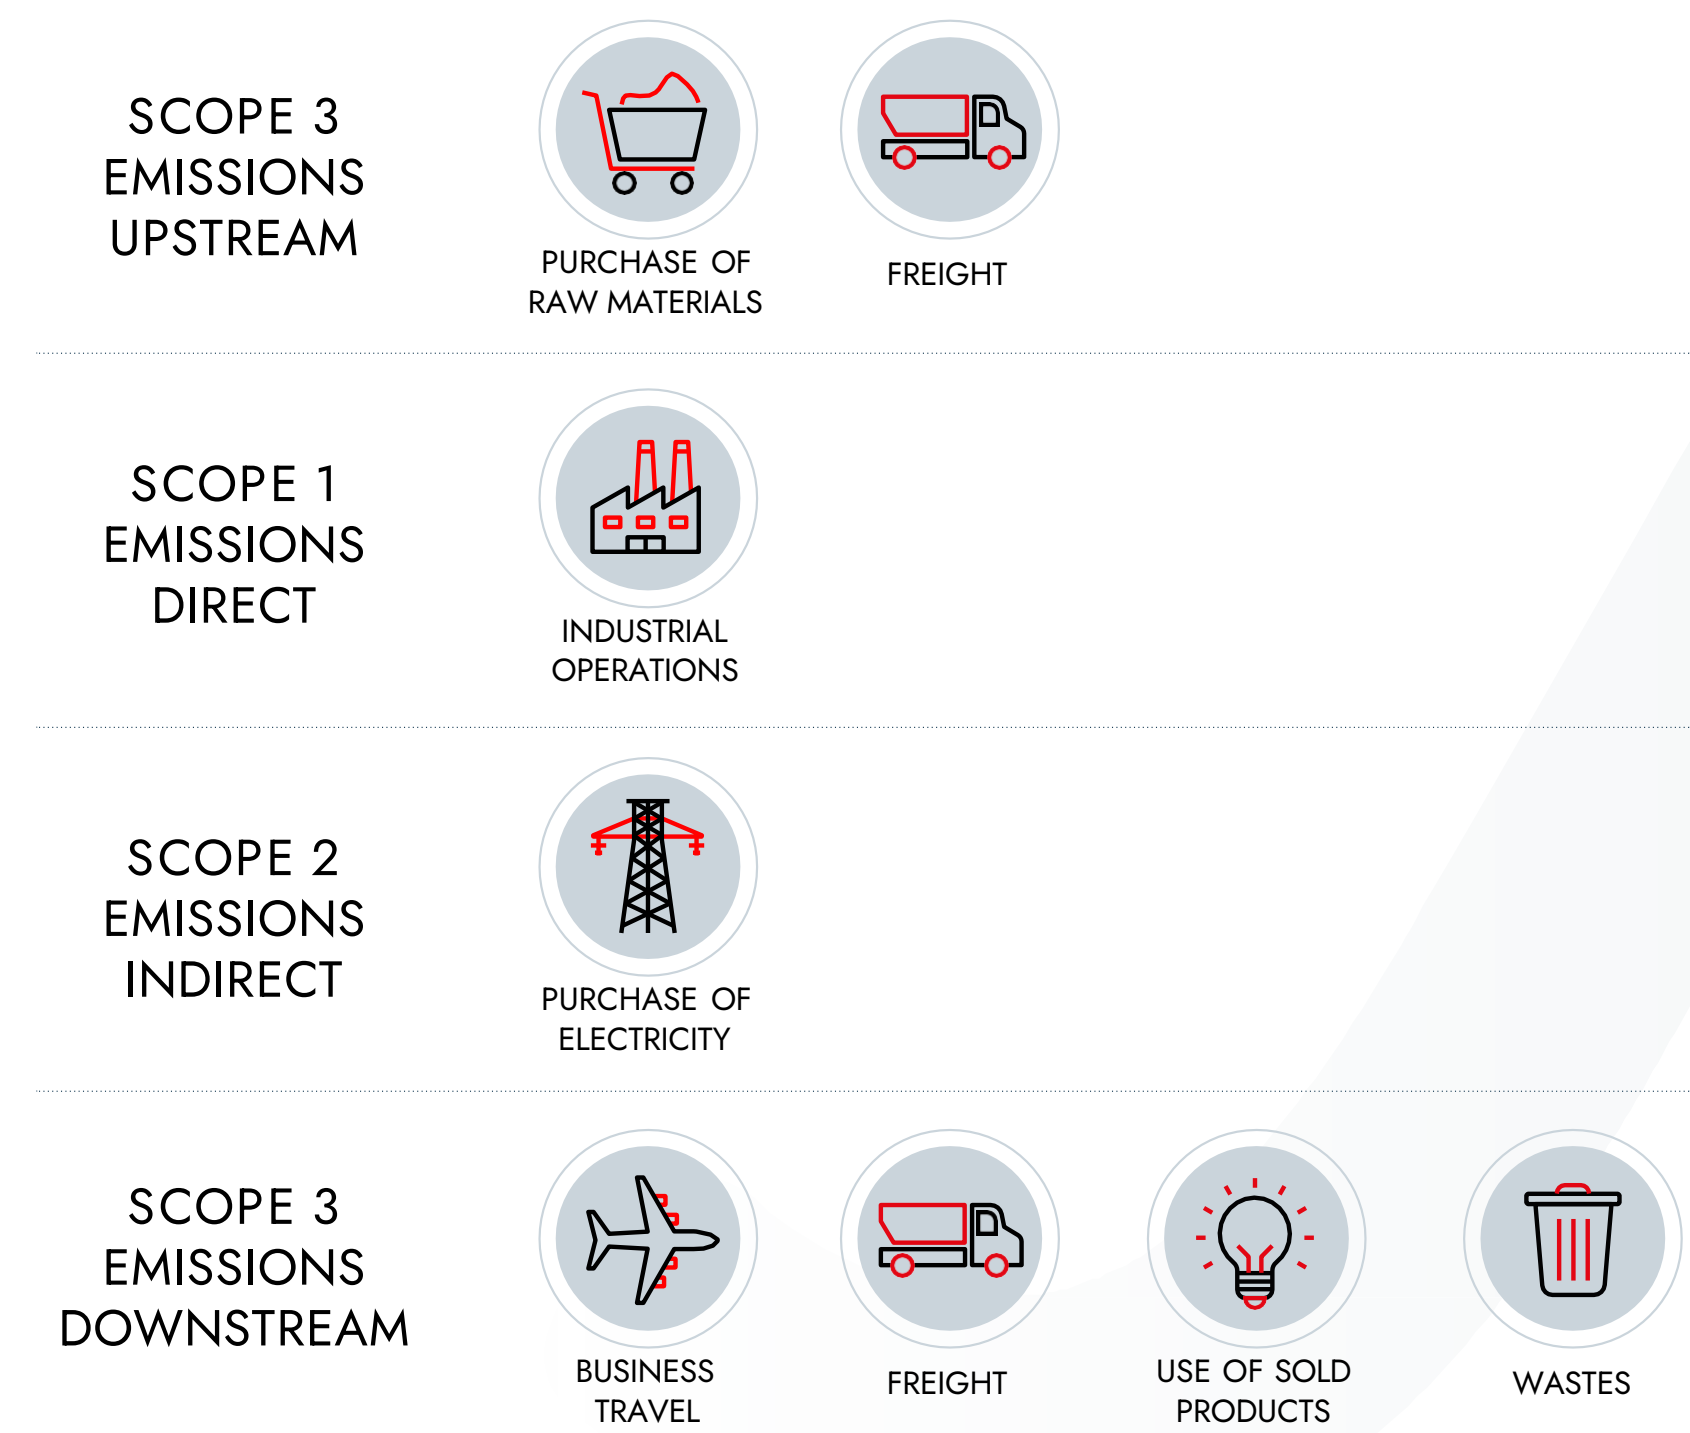 SCOPE 3
EMISSIONS
UPSTREAM
PURCHASE OF
RAW MATERIALS
FREIGHT
SCOPE 1
EMISSIONS
DIRECT
INDUSTRIAL
OPERATIONS
SCOPE 2
EMISSIONS
INDIRECT
PURCHASE OF
ELECTRICITY
SCOPE 3
EMISSIONS
DOWNSTREAM
BUSINESS
TRAVEL
FREIGHT
USE OF SOLD
PRODUCTS
WASTES